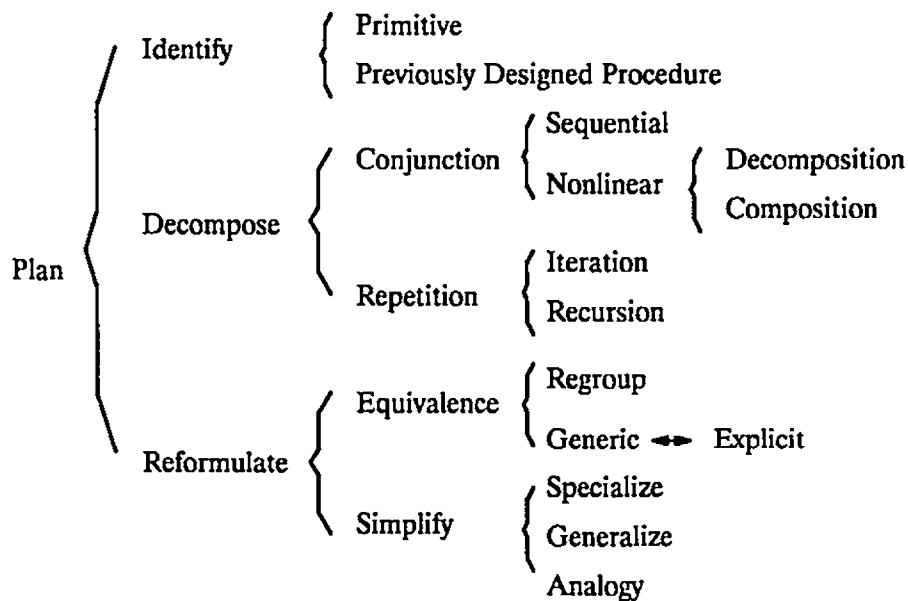 Plan
Identify
Primitive
Previously Designed Procedure
Decompose
Conjunction
Sequential
Nonlinear
Decomposition
Composition
Repetition
Iteration
Recursion
Reformulate
Equivalence
Regroup
Generic ↔ Explicit
Simplify
Specialize
Generalize
Analogy